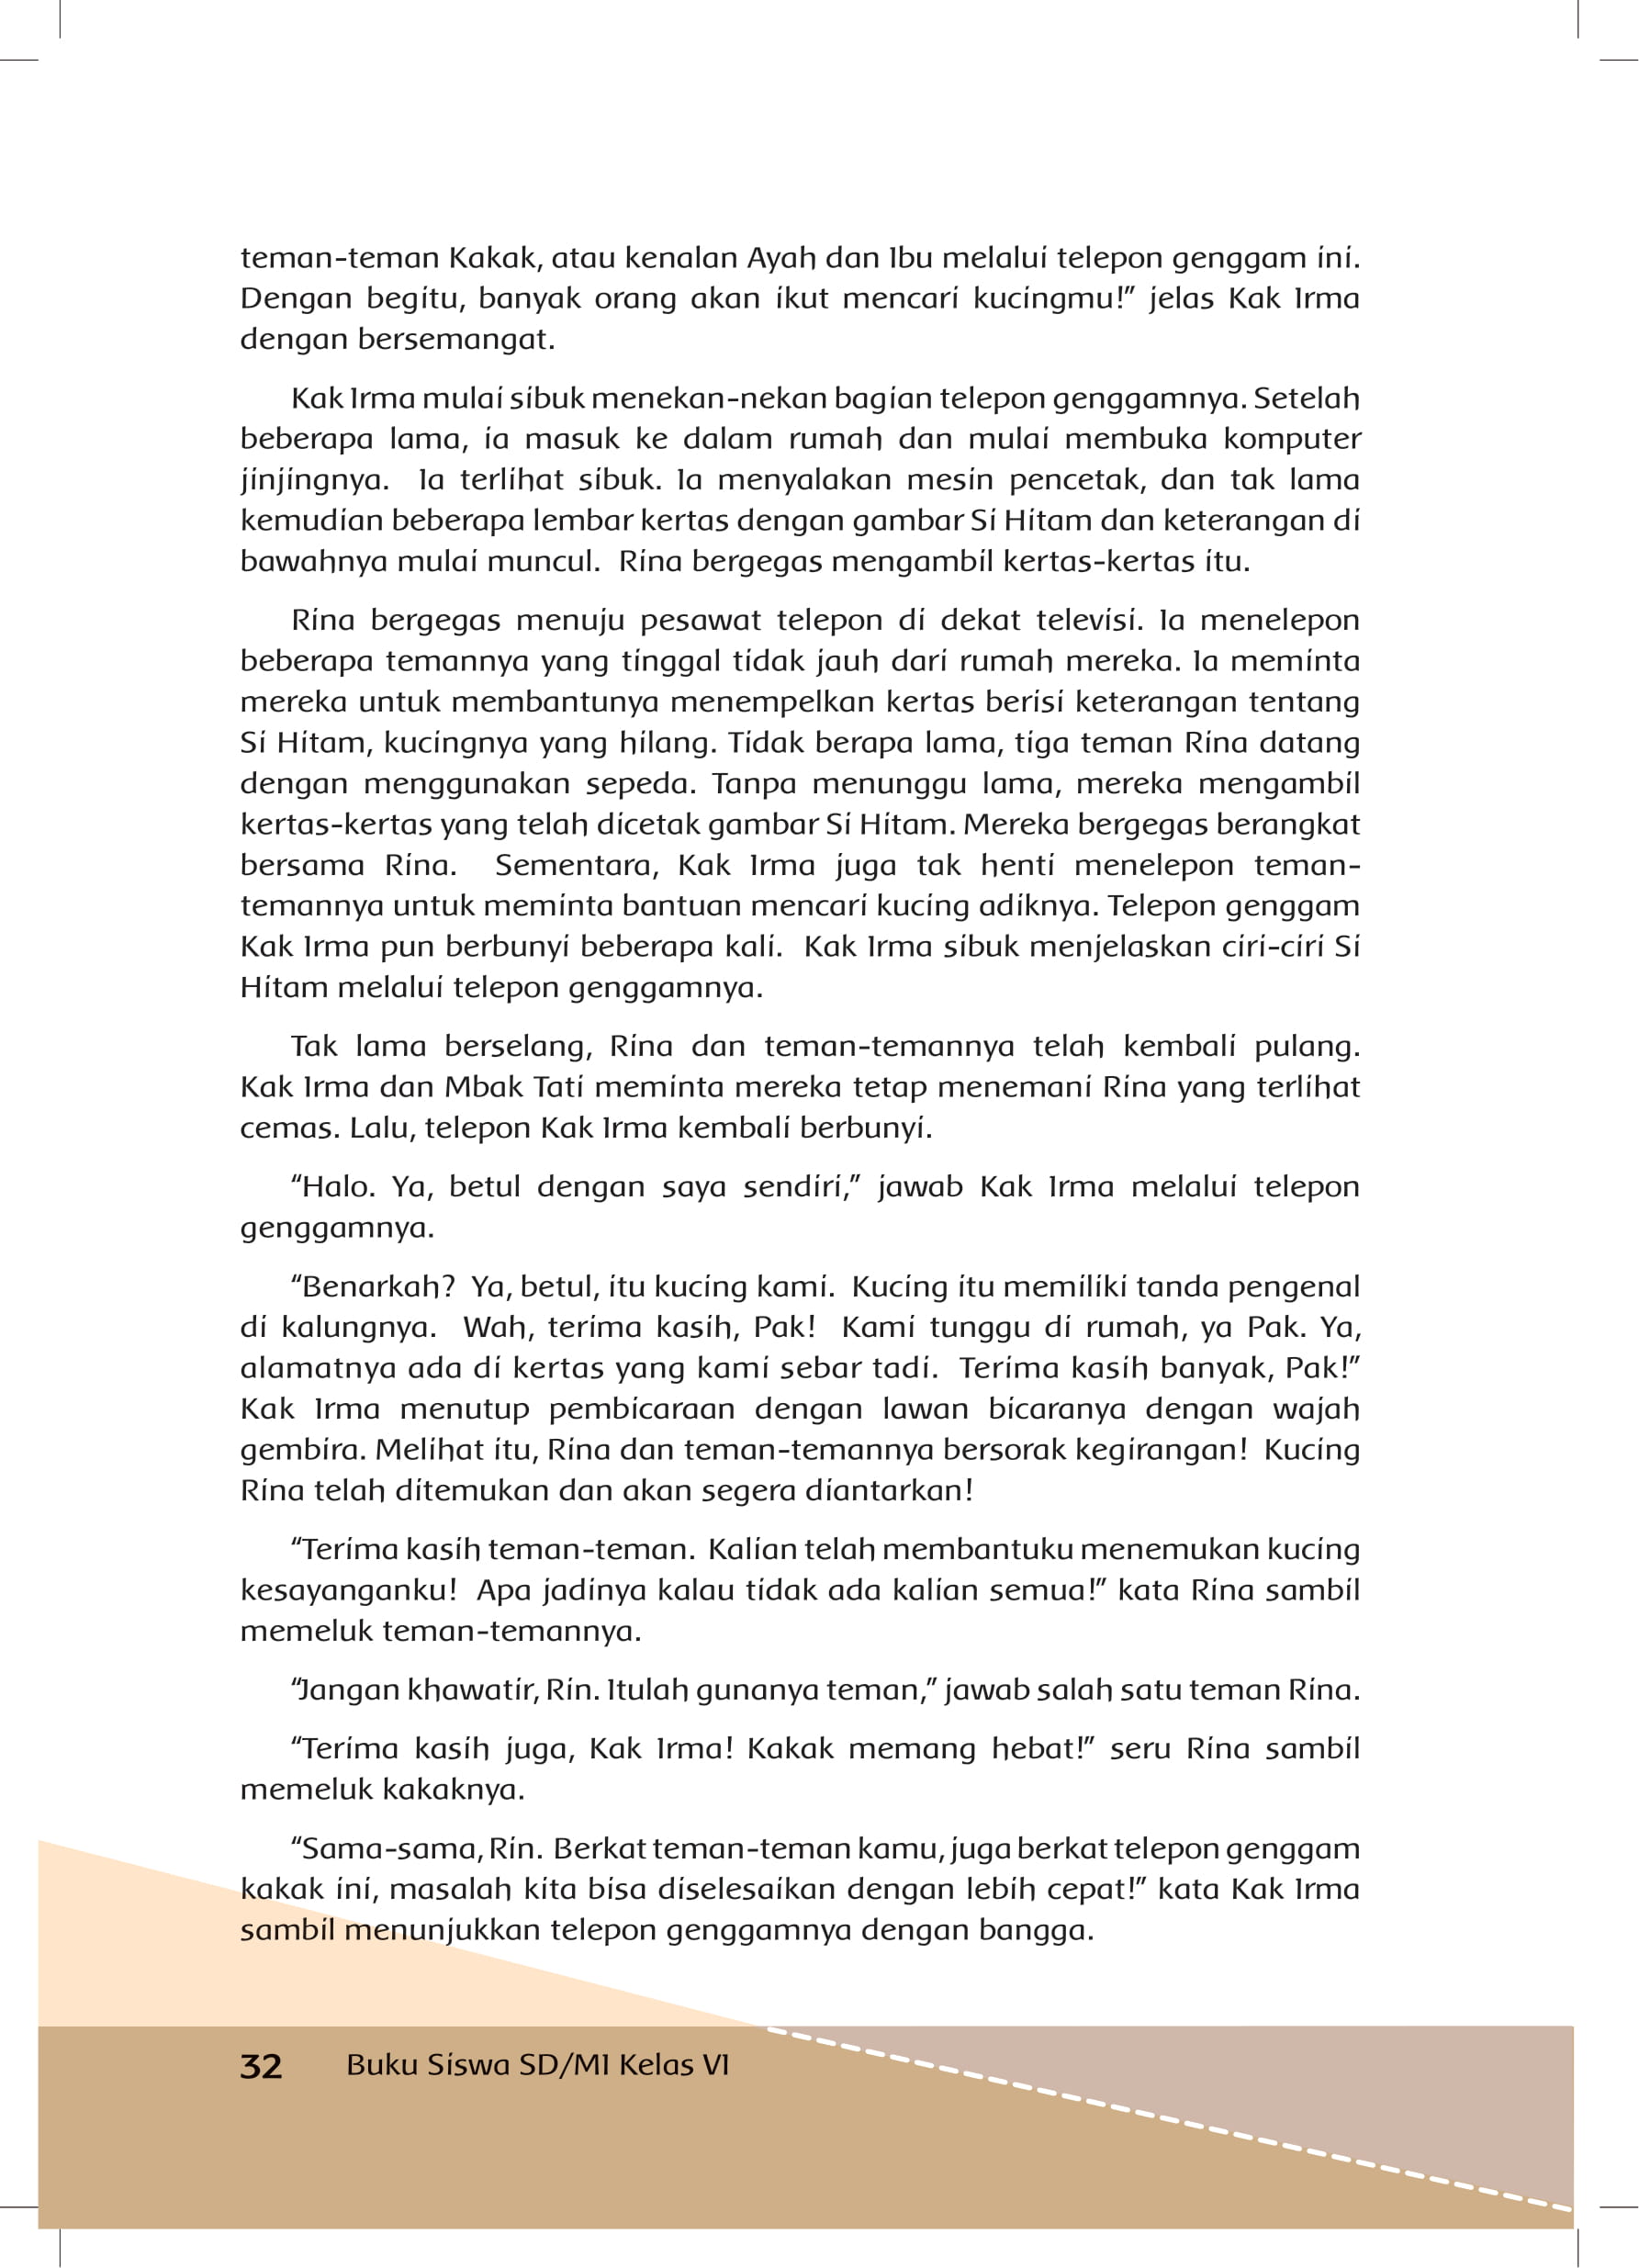 teman-teman Kakak, atau kenalan Ayah dan Ibu melalui telepon genggam ini.
Dengan begitu, banyak orang akan ikut mencari kucingmu!” jelas Kak Irma
dengan bersemangat.
Kak Irma mulai sibuk menekan-nekan bagian telepon genggamnya. Setelah
beberapa lama, ia masuk ke dalam rumah dan mulai membuka komputer
jinjingnya.  Ia terlihat sibuk. Ia menyalakan mesin pencetak, dan tak lama
kemudian beberapa lembar kertas dengan gambar Si Hitam dan keterangan di
bawahnya mulai muncul.  Rina bergegas mengambil kertas-kertas itu.
Rina bergegas menuju pesawat telepon di dekat televisi. Ia menelepon
beberapa temannya yang tinggal tidak jauh dari rumah mereka. Ia meminta
mereka untuk membantunya menempelkan kertas berisi keterangan tentang
Si Hitam, kucingnya yang hilang. Tidak berapa lama, tiga teman Rina datang
dengan menggunakan sepeda. Tanpa menunggu lama, mereka mengambil
kertas-kertas yang telah dicetak gambar Si Hitam. Mereka bergegas berangkat
bersama Rina.  Sementara, Kak Irma juga tak henti menelepon teman-
temannya untuk meminta bantuan mencari kucing adiknya. Telepon genggam
Kak Irma pun berbunyi beberapa kali.  Kak Irma sibuk menjelaskan ciri-ciri Si
Hitam melalui telepon genggamnya.
Tak lama berselang, Rina dan teman-temannya telah kembali pulang.
Kak Irma dan Mbak Tati meminta mereka tetap menemani Rina yang terlihat
cemas. Lalu, telepon Kak Irma kembali berbunyi.
“Halo. Ya, betul dengan saya sendiri,” jawab Kak Irma melalui telepon
genggamnya.
“Benarkah?  Ya, betul, itu kucing kami.  Kucing itu memiliki tanda pengenal
di kalungnya.  Wah, terima kasih, Pak!  Kami tunggu di rumah, ya Pak. Ya,
alamatnya ada di kertas yang kami sebar tadi.  Terima kasih banyak, Pak!”
Kak Irma menutup pembicaraan dengan lawan bicaranya dengan wajah
gembira. Melihat itu, Rina dan teman-temannya bersorak kegirangan!  Kucing
Rina telah ditemukan dan akan segera diantarkan!
“Terima kasih teman-teman.  Kalian telah membantuku menemukan kucing
kesayanganku!  Apa jadinya kalau tidak ada kalian semua!” kata Rina sambil
memeluk teman-temannya.
“Jangan khawatir, Rin. Itulah gunanya teman,” jawab salah satu teman Rina.
“Terima kasih juga, Kak Irma! Kakak memang hebat!” seru Rina sambil
memeluk kakaknya.
“Sama-sama, Rin.  Berkat teman-teman kamu, juga berkat telepon genggam
kakak ini, masalah kita bisa diselesaikan dengan lebih cepat!” kata Kak Irma
sambil menunjukkan telepon genggamnya dengan bangga.
32 Buku Siswa SD/MI Kelas VI